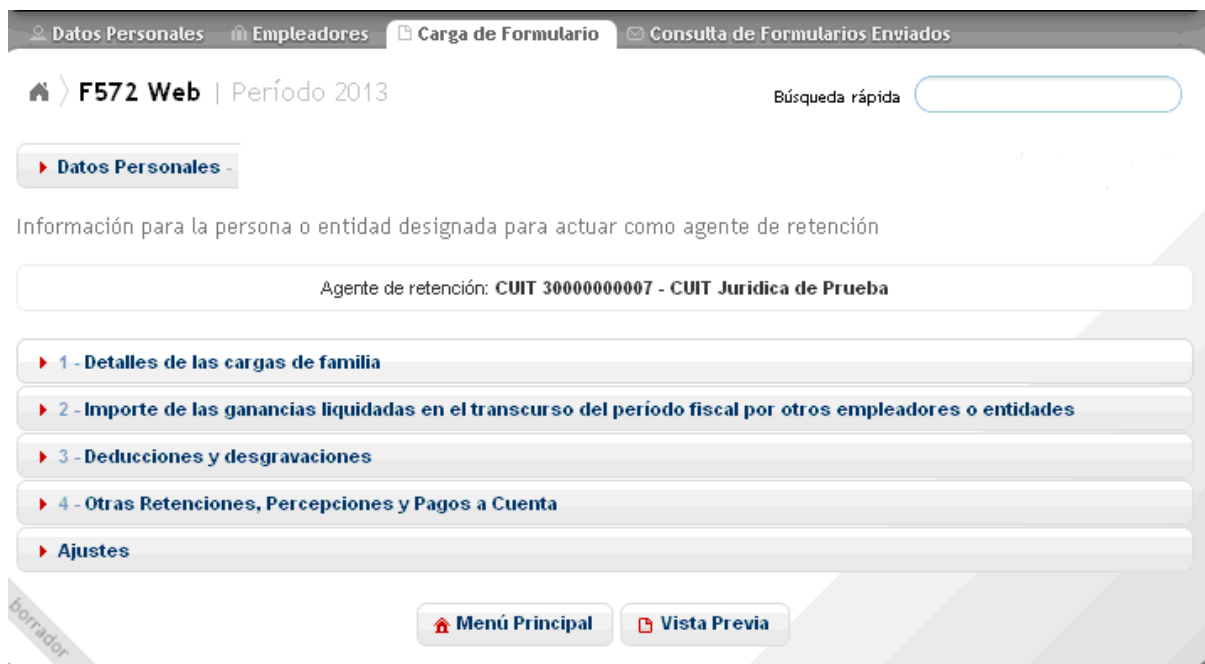 Datos Personales Empleadores Carga de Formulario Consulta de Formularios Enviados
F572 Web | Período 2013
Búsqueda rápida
Datos Personales -
Información para la persona o entidad designada para actuar como agente de retención
Agente de retención: CUIT 30000000007 - CUIT Juridica de Prueba
1 - Detalles de las cargas de familia
2 - Importe de las ganancias liquidadas en el transcurso del período fiscal por otros empleadores o entidades
3 - Deducciones y desgravaciones
4 - Otras Retenciones, Percepciones y Pagos a Cuenta
Ajustes
borrador
Menú Principal Vista Previa